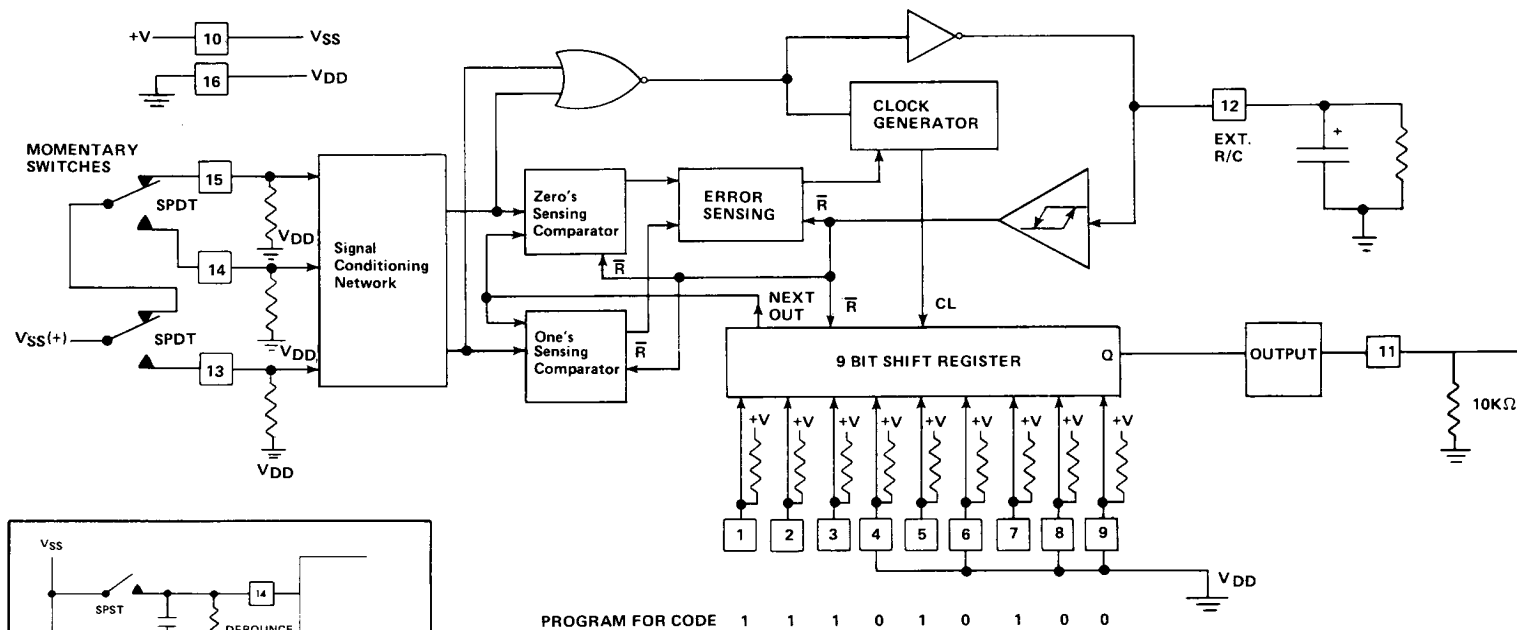 +V 10 VSS
16 VDD
MOMENTARY
SWITCHES
15
SPDT
VDD
14
VSS(+)
SPDT
VDD
13
VDD
Signal
Conditioning
Network
Zero's
Sensing
Comparator
R̅
One's
Sensing
Comparator
R̅
ERROR
SENSING
R̅
CLOCK
GENERATOR
12
EXT.
R/C
+
NEXT
OUT
R̅
CL
9 BIT SHIFT REGISTER Q
OUTPUT
11
10KΩ
+V +V +V +V +V +V +V +V +V
1 2 3 4 5 6 7 8 9
VDD
PROGRAM FOR CODE 1 1 1 0 1 0 1 0 0
VSS
SPST
14
DEBOUNCE